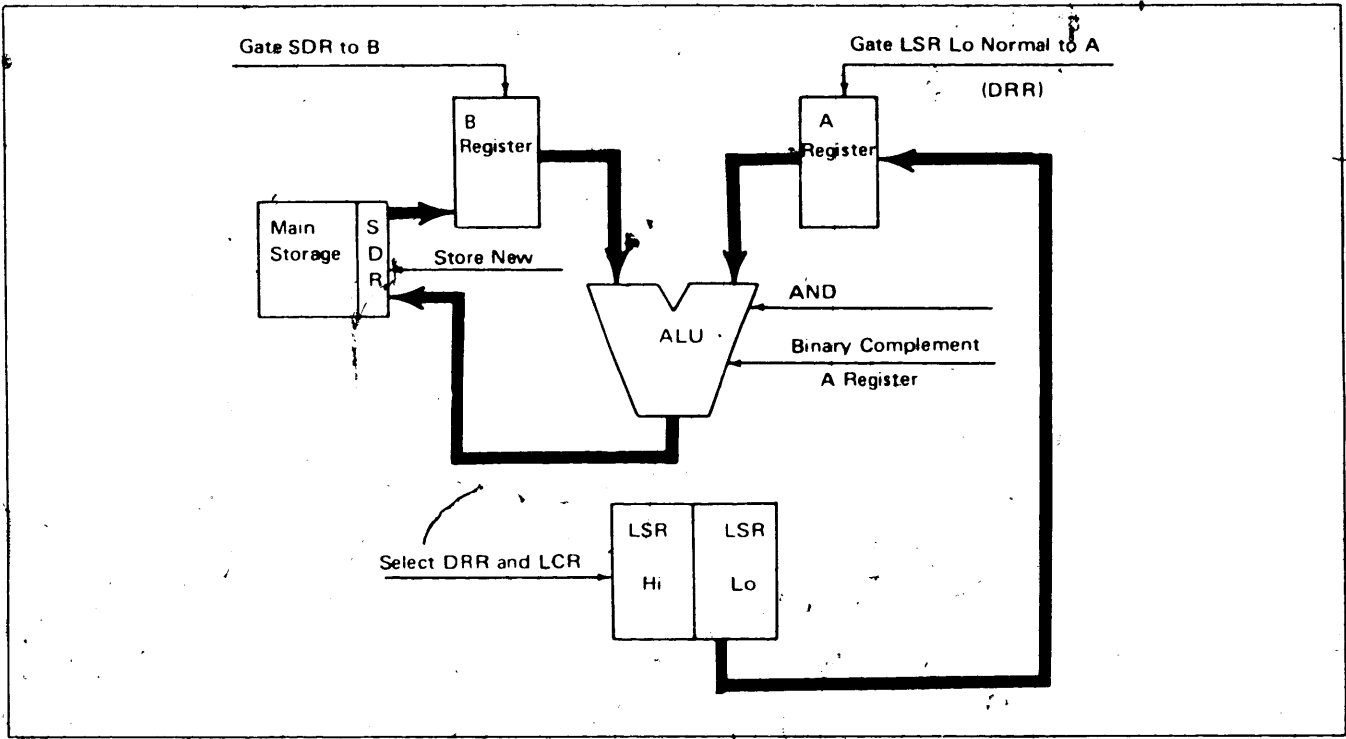 Gate SDR to B
Gate LSR Lo Normal to A
(DRR)
B
Register
A
Register
Main
Storage
S
D
R
Store New
AND
ALU
Binary Complement
A Register
LSR
Hi
LSR
Lo
Select DRR and LCR